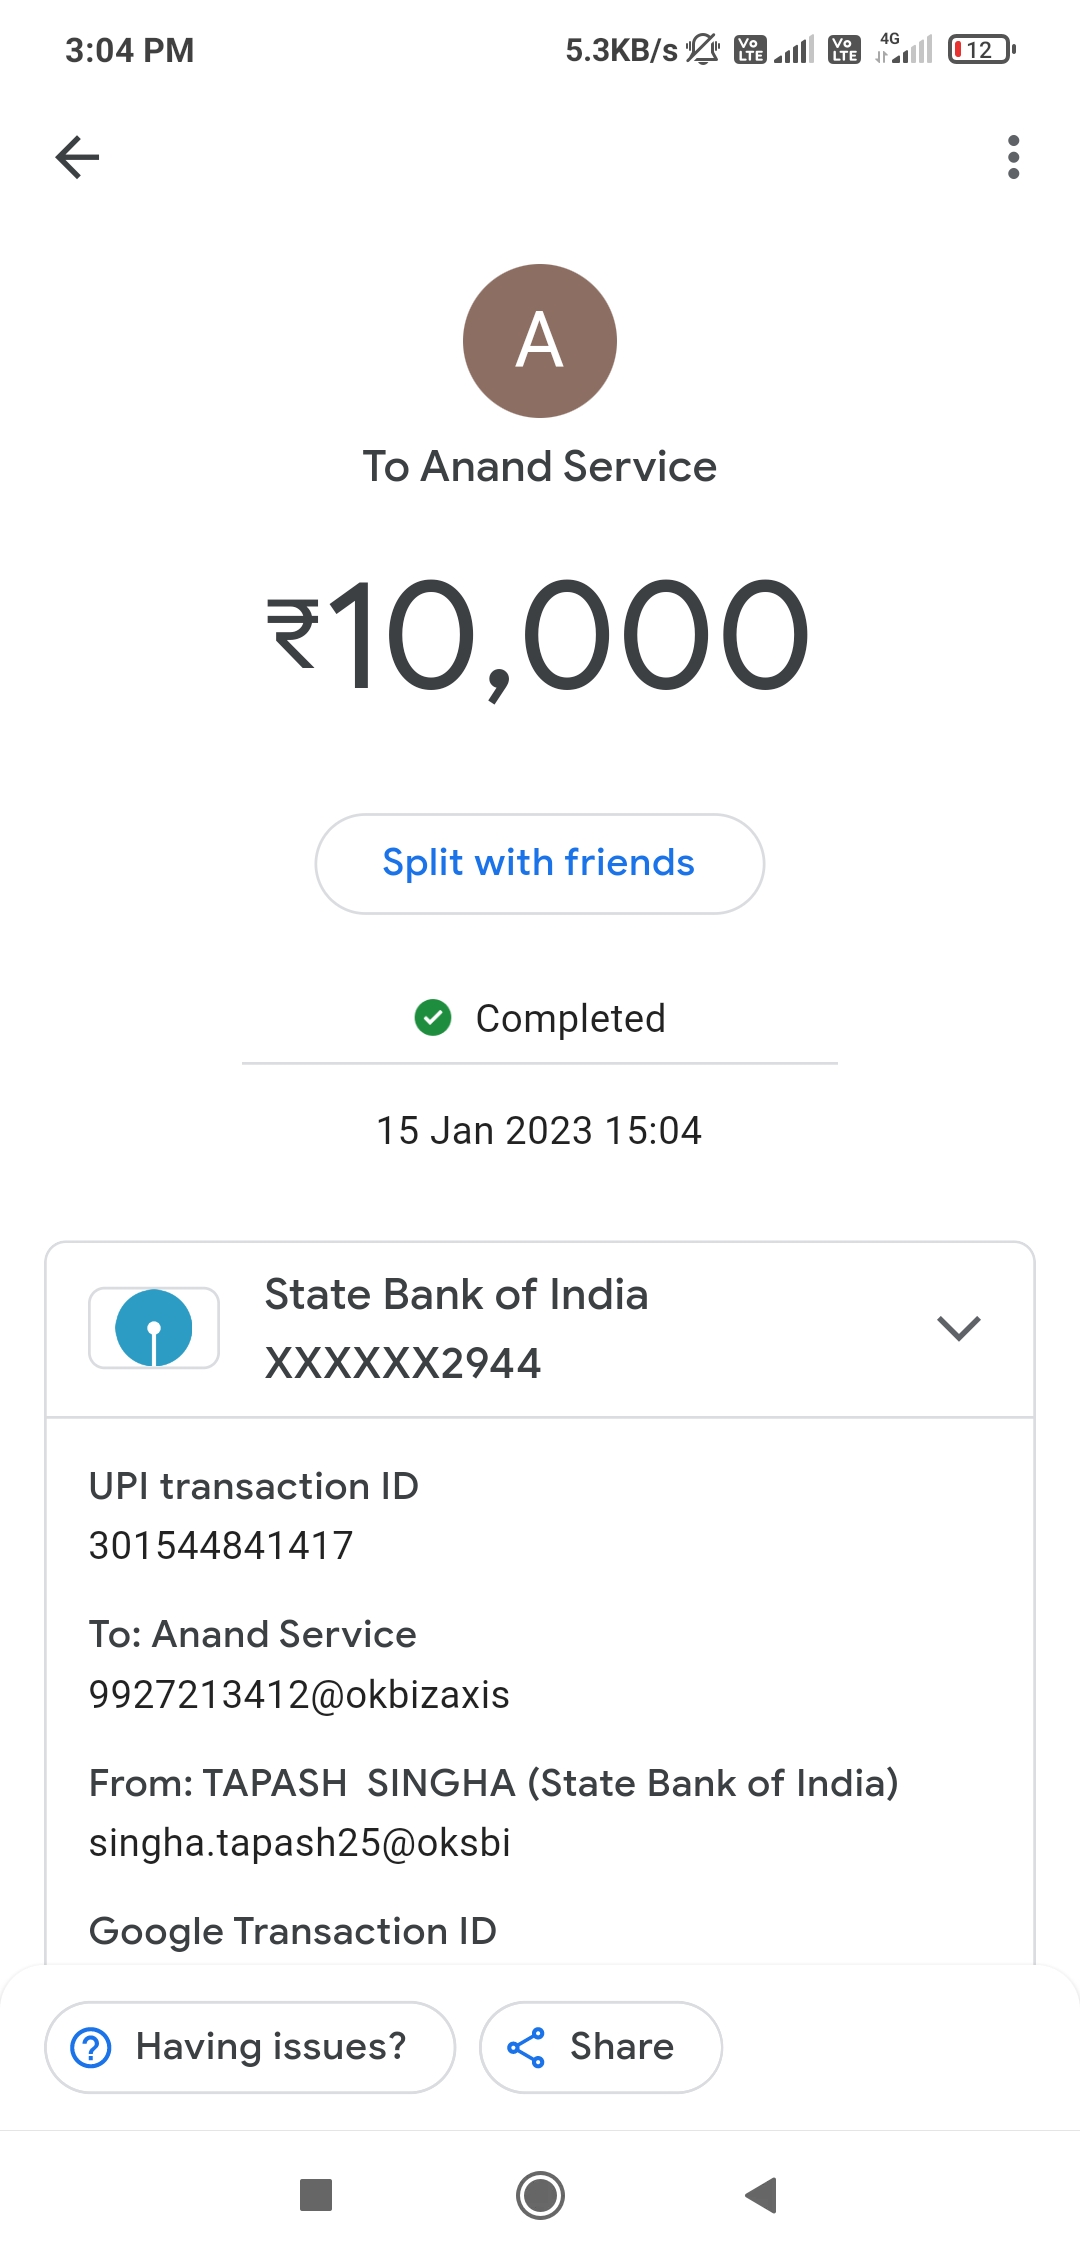 3:04 PM
5.3KB/s
Vo LTE
Vo LTE
4G
12
A
To Anand Service
₹10,000
Split with friends
Completed
15 Jan 2023 15:04
State Bank of India
XXXXXX2944
UPI transaction ID
301544841417
To: Anand Service
9927213412@okbizaxis
From: TAPASH  SINGHA (State Bank of India)
singha.tapash25@oksbi
Google Transaction ID
Having issues?
Share